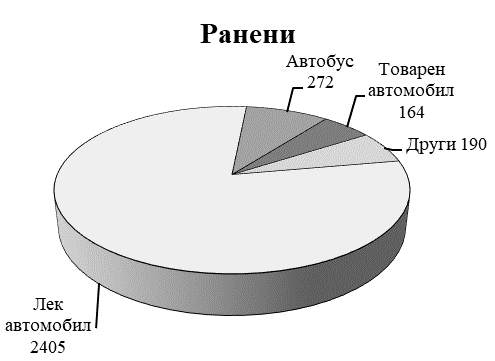 Ранени
Автобус
272
Товарен
автомобил
164
Други 190
Лек
автомобил
2405